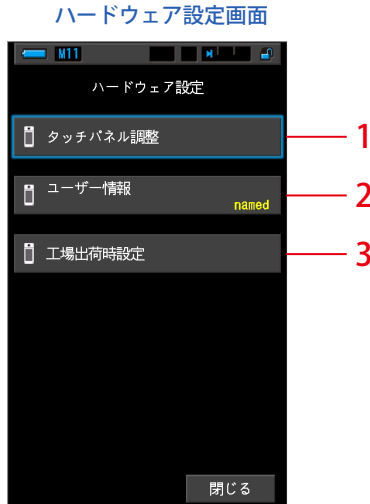 ハードウェア設定画面
M11
ハードウェア設定
タッチパネル調整
1
ユーザー情報
named
2
工場出荷時設定
3
閉じる